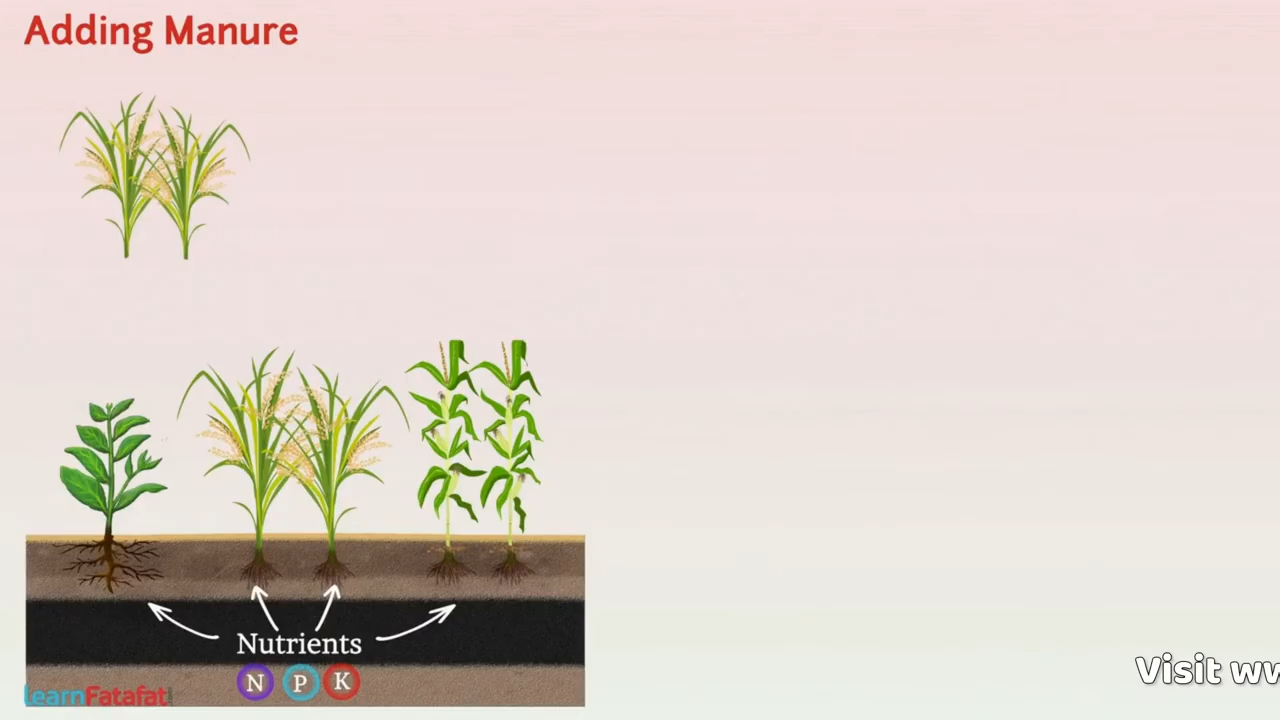 Adding Manure
Nutrients
N P K
learnFatafat
Visit